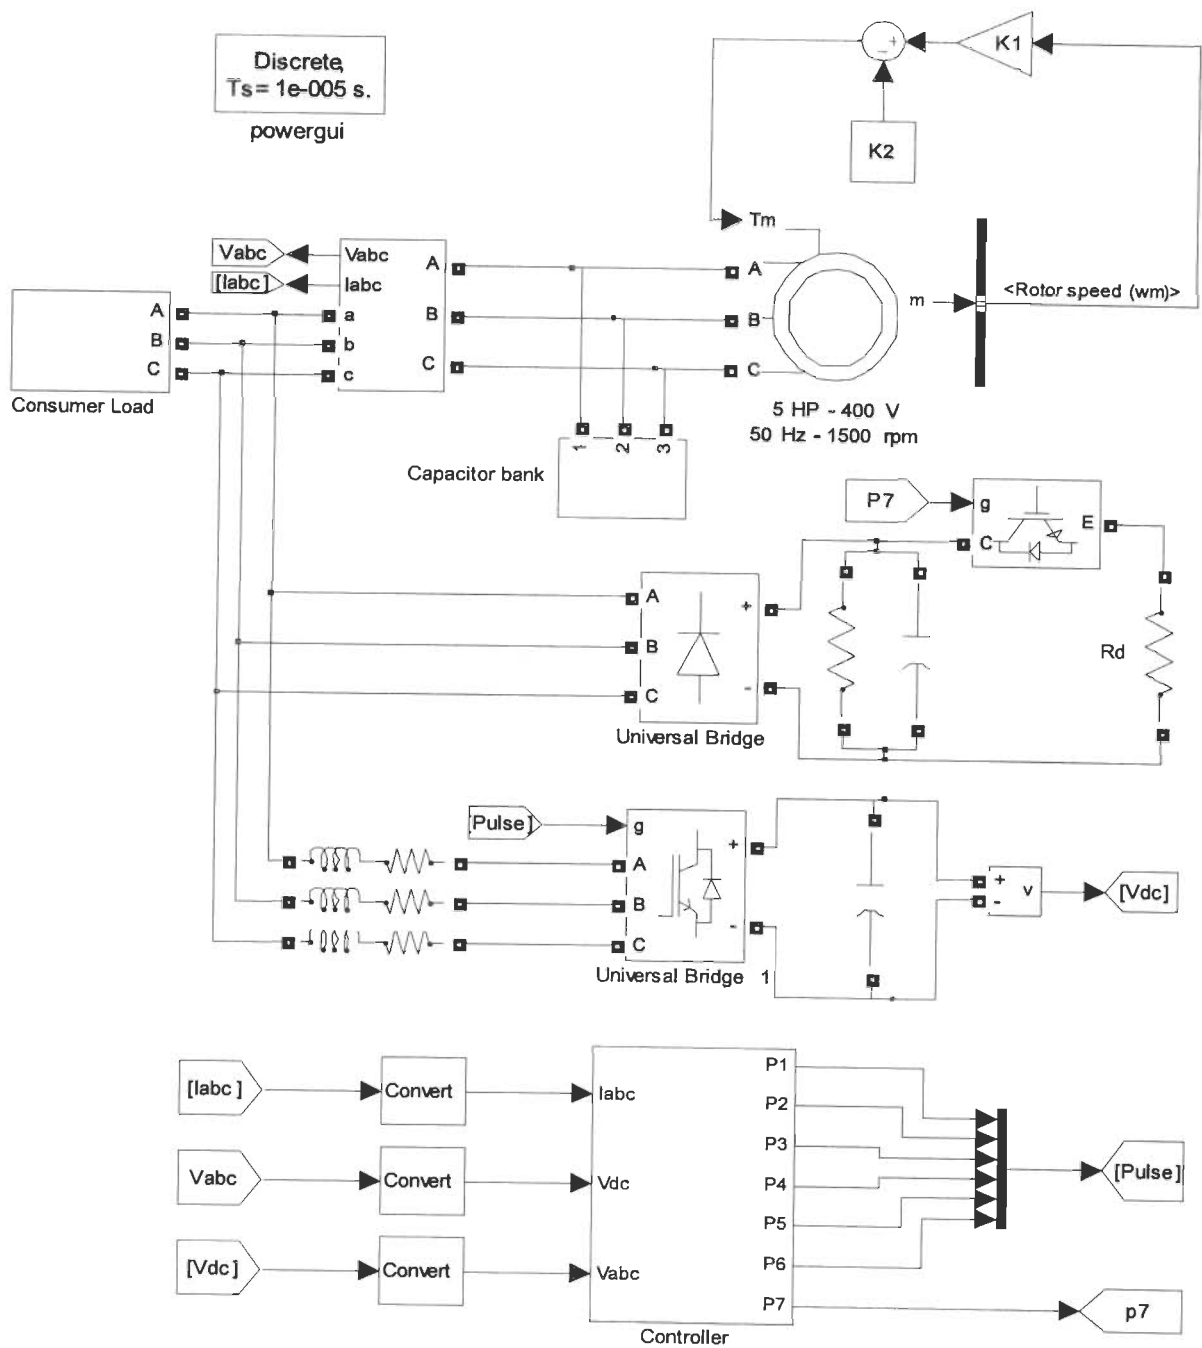 Discrete,
Ts = 1e-005 s.
powergui
K1
+
-
K2
Tm
Vabc
[Iabc]
Vabc
Iabc
A
B
C
a
b
c
A
B
C
Consumer Load
A
B
C
m
<Rotor speed (wm)>
5 HP - 400 V
50 Hz - 1500 rpm
1
2
3
Capacitor bank
P7
g
C
E
A
B
C
+
-
Universal Bridge
Rd
[Pulse]
g
A
B
C
+
-
Universal Bridge 1
+
-
v
[Vdc]
[Iabc]
Convert
Iabc
Vabc
Convert
Vdc
[Vdc]
Convert
Vabc
P1
P2
P3
P4
P5
P6
P7
[Pulse]
p7
Controller